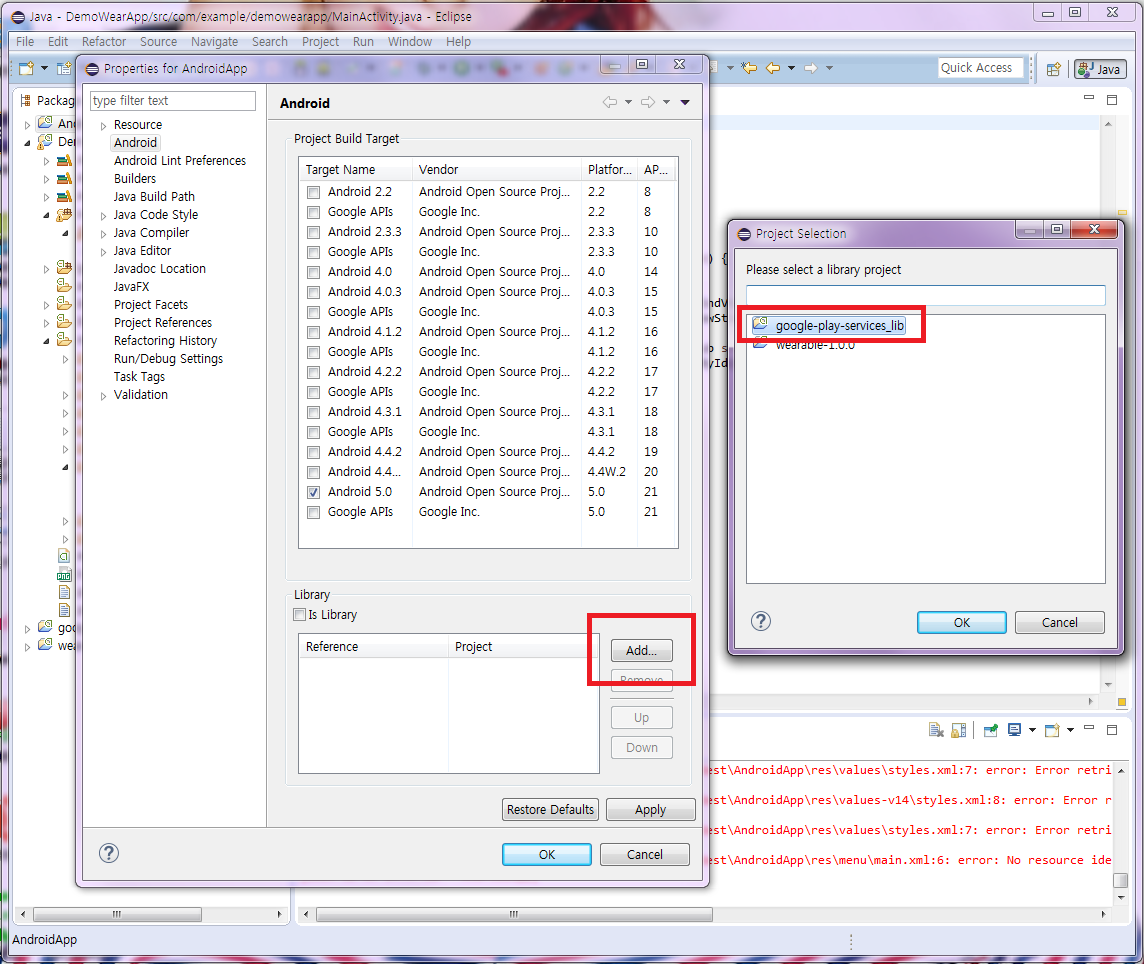 Java - DemoWearApp/src/com/example/demowearapp/MainActivity.java - Eclipse
File Edit Refactor Source Navigate Search Project Run Window Help
Quick Access
Java
Packag
An
Den
goo
wea
Properties for AndroidApp
type filter text
Resource
Android
Android Lint Preferences
Builders
Java Build Path
Java Code Style
Java Compiler
Java Editor
Javadoc Location
JavaFX
Project Facets
Project References
Refactoring History
Run/Debug Settings
Task Tags
Validation
Android
Project Build Target
Target Name Vendor Platfor... AP...
Android 2.2 Android Open Source Proj... 2.2 8
Google APIs Google Inc. 2.2 8
Android 2.3.3 Android Open Source Proj... 2.3.3 10
Google APIs Google Inc. 2.3.3 10
Android 4.0 Android Open Source Proj... 4.0 14
Android 4.0.3 Android Open Source Proj... 4.0.3 15
Google APIs Google Inc. 4.0.3 15
Android 4.1.2 Android Open Source Proj... 4.1.2 16
Google APIs Google Inc. 4.1.2 16
Android 4.2.2 Android Open Source Proj... 4.2.2 17
Google APIs Google Inc. 4.2.2 17
Android 4.3.1 Android Open Source Proj... 4.3.1 18
Google APIs Google Inc. 4.3.1 18
Android 4.4.2 Android Open Source Proj... 4.4.2 19
Android 4.4... Android Open Source Proj... 4.4W.2 20
Android 5.0 Android Open Source Proj... 5.0 21
Google APIs Google Inc. 5.0 21
Library
Is Library
Reference Project
Add...
Remove
Up
Down
Restore Defaults Apply
OK Cancel
Project Selection
Please select a library project
google-play-services_lib
wearable-1.0.0
OK Cancel
est\AndroidApp\res\values\styles.xml:7: error: Error retri
est\AndroidApp\res\values-v14\styles.xml:8: error: Error r
est\AndroidApp\res\values\styles.xml:7: error: Error retri
est\AndroidApp\res\menu\main.xml:6: error: No resource ide
AndroidApp